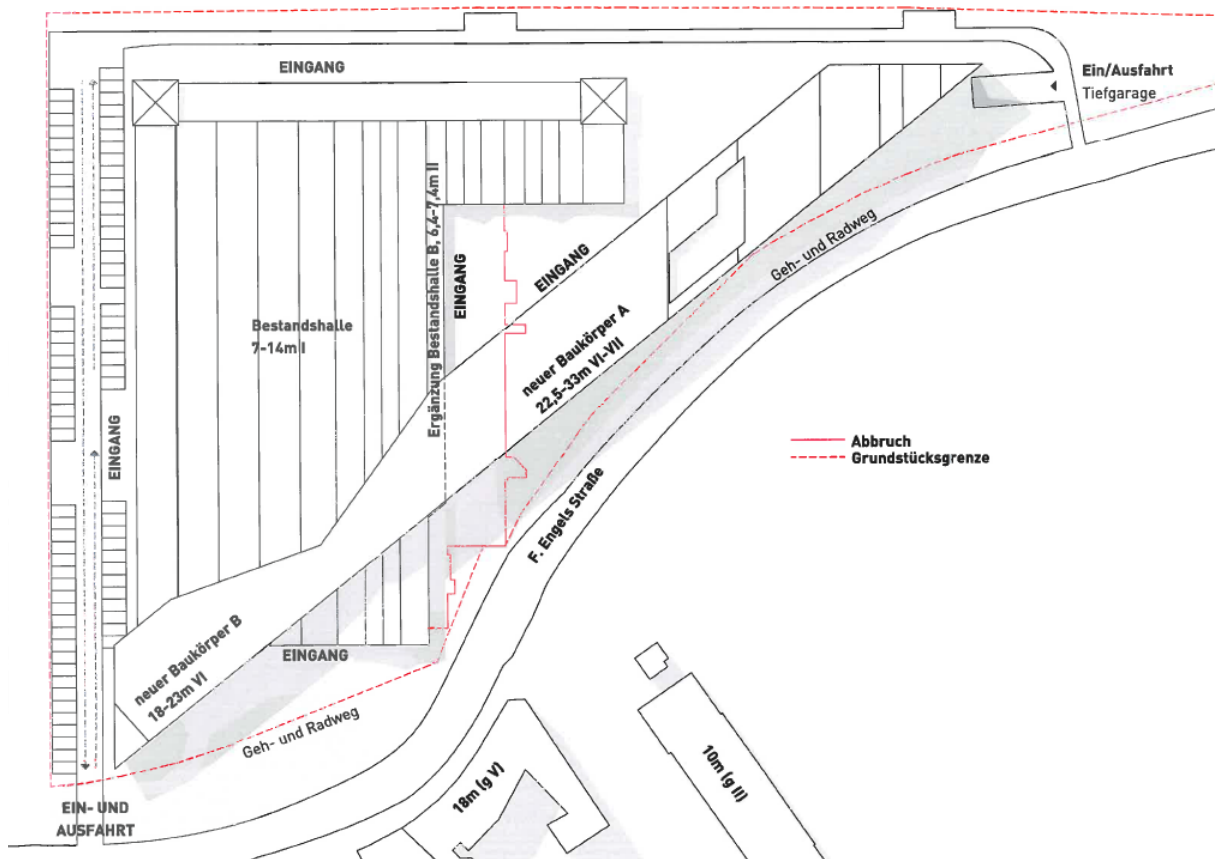 EINGANG
Ein/Ausfahrt
Tiefgarage
Ergänzung Bestandshalle B, 6,4-7,4m II
EINGANG
EINGANG
Geh- und Radweg
Bestandshalle
7-14m I
neuer Baukörper A
22,5-33m VI-VII
EINGANG
Abbruch
Grundstücksgrenze
F. Engels Straße
neuer Baukörper B
18-23m VI
EINGANG
Geh- und Radweg
18m (g V)
10m (g II)
EIN- UND
AUSFAHRT